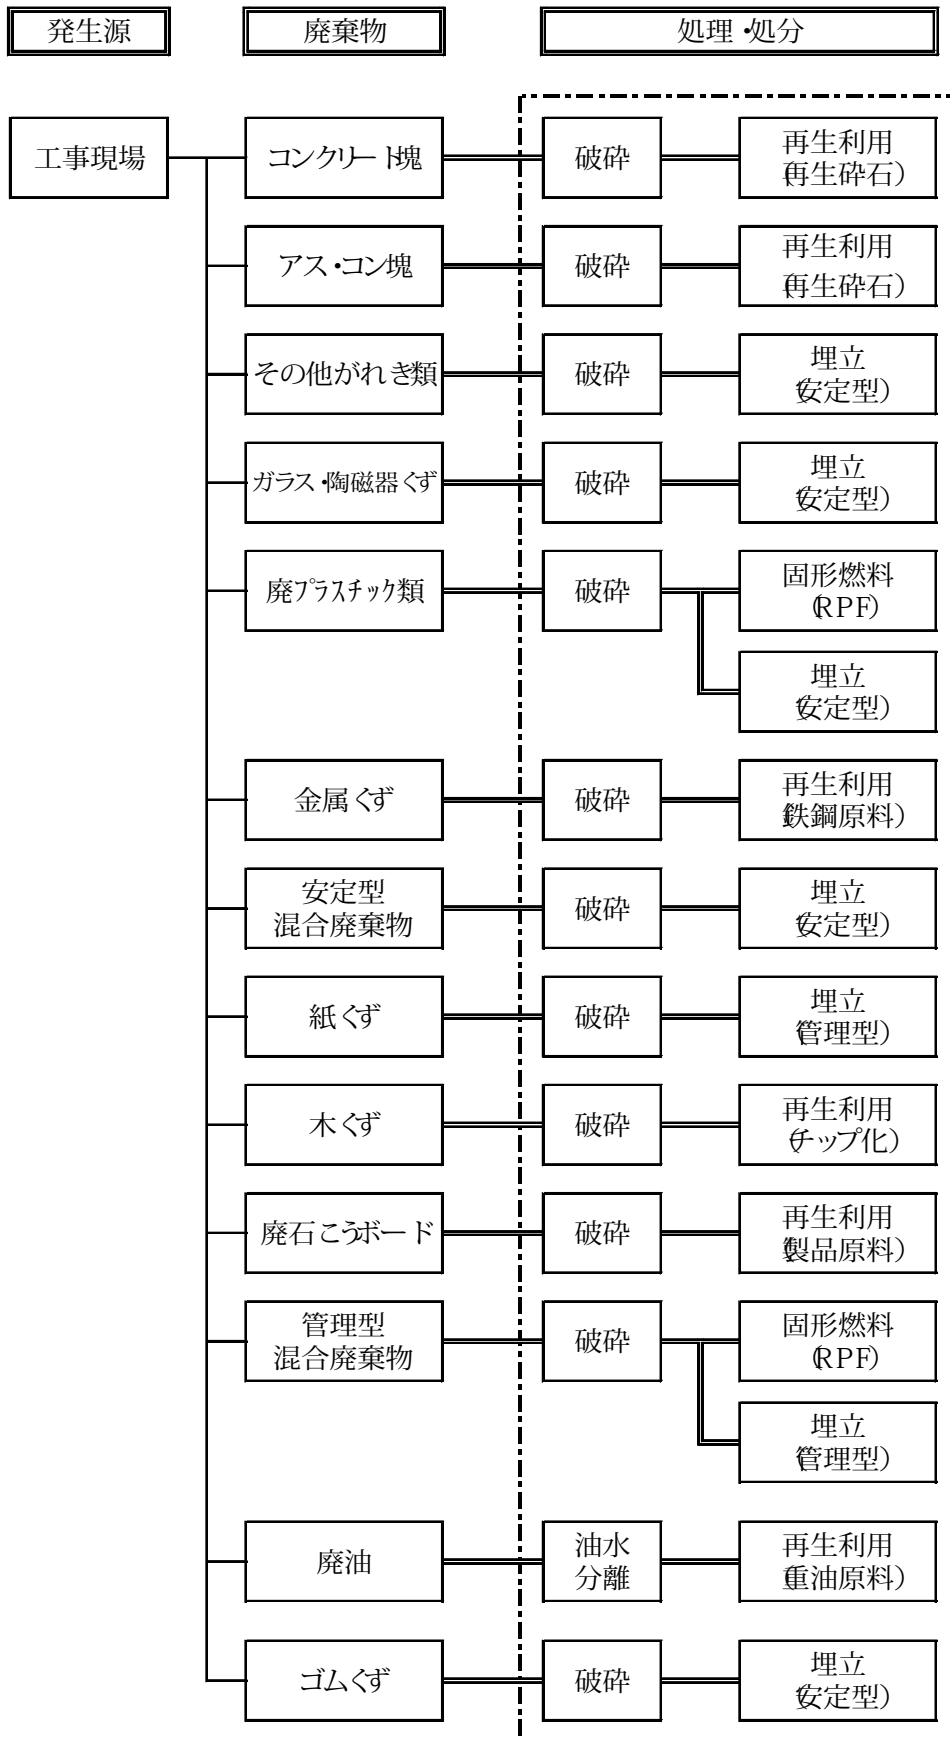 発生源 廃棄物 処理・処分
工事現場 コンクリート塊 破砕 再生利用
(再生砕石)
アス・コン塊 破砕 再生利用
(再生砕石)
その他がれき類 破砕 埋立
(安定型)
ガラス・陶磁器くず 破砕 埋立
(安定型)
廃プラスチック類 破砕 固形燃料
(RPF)
埋立
(安定型)
金属くず 破砕 再生利用
(鉄鋼原料)
安定型
混合廃棄物 破砕 埋立
(安定型)
紙くず 破砕 埋立
(管理型)
木くず 破砕 再生利用
(チップ化)
廃石こうボード 破砕 再生利用
(製品原料)
管理型
混合廃棄物 破砕 固形燃料
(RPF)
埋立
(管理型)
廃油 油水
分離 再生利用
(重油原料)
ゴムくず 破砕 埋立
(安定型)